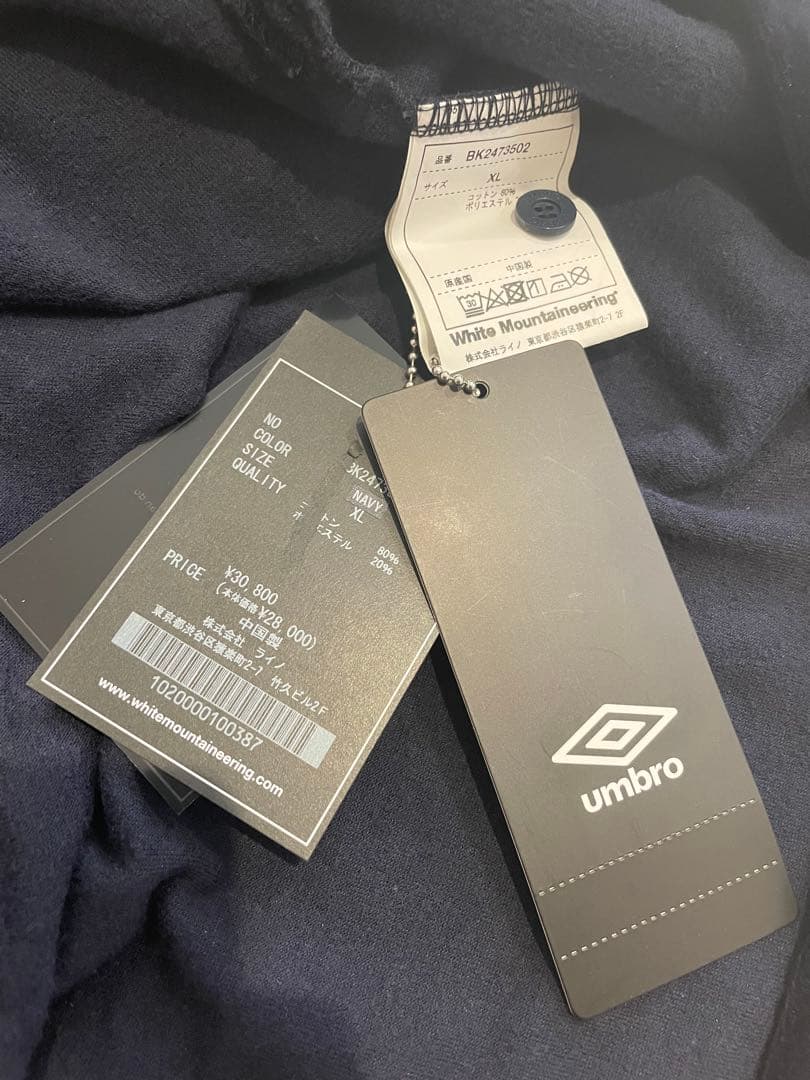 品番 BK2473502
サイズ XL
コットン 80%
ポリエステル
原産国 中国製
30
White Mountaineering®
株式会社ライノ 東京都渋谷区猿楽町2-7 2F
NO BK24735
COLOR NAVY
SIZE XL
QUALITY コットン 80%
ポリエステル 20%
PRICE ¥30,800
(本体価格¥28,000)
中国製
株式会社 ライノ
東京都渋谷区猿楽町2-7 竹久ビル2F
1020000100387
www.whitemountaineering.com
umbro